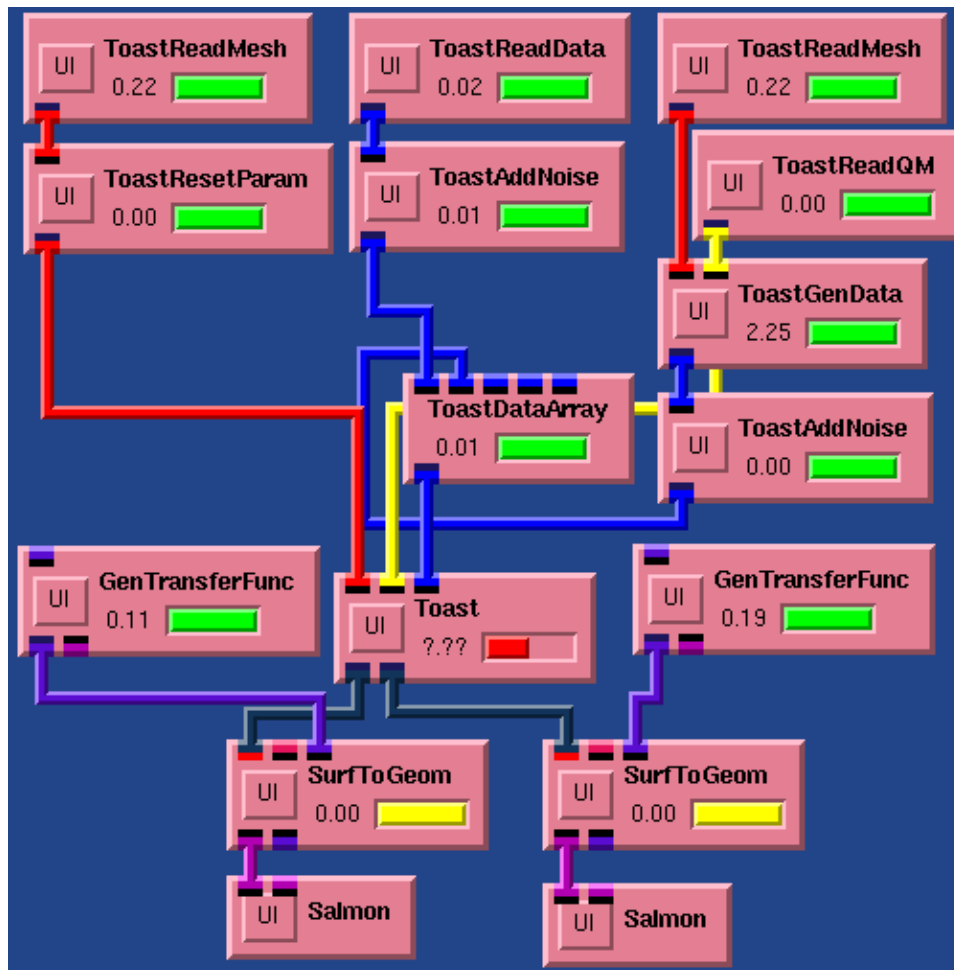 ToastReadMesh
UI
0.22
ToastReadData
UI
0.02
ToastReadMesh
UI
0.22
ToastResetParam
UI
0.00
ToastAddNoise
UI
0.01
ToastReadQM
UI
0.00
ToastGenData
UI
2.25
ToastDataArray
0.01
ToastAddNoise
UI
0.00
GenTransferFunc
UI
0.11
Toast
UI
?.??
GenTransferFunc
UI
0.19
SurfToGeom
UI
0.00
SurfToGeom
UI
0.00
Salmon
UI
Salmon
UI